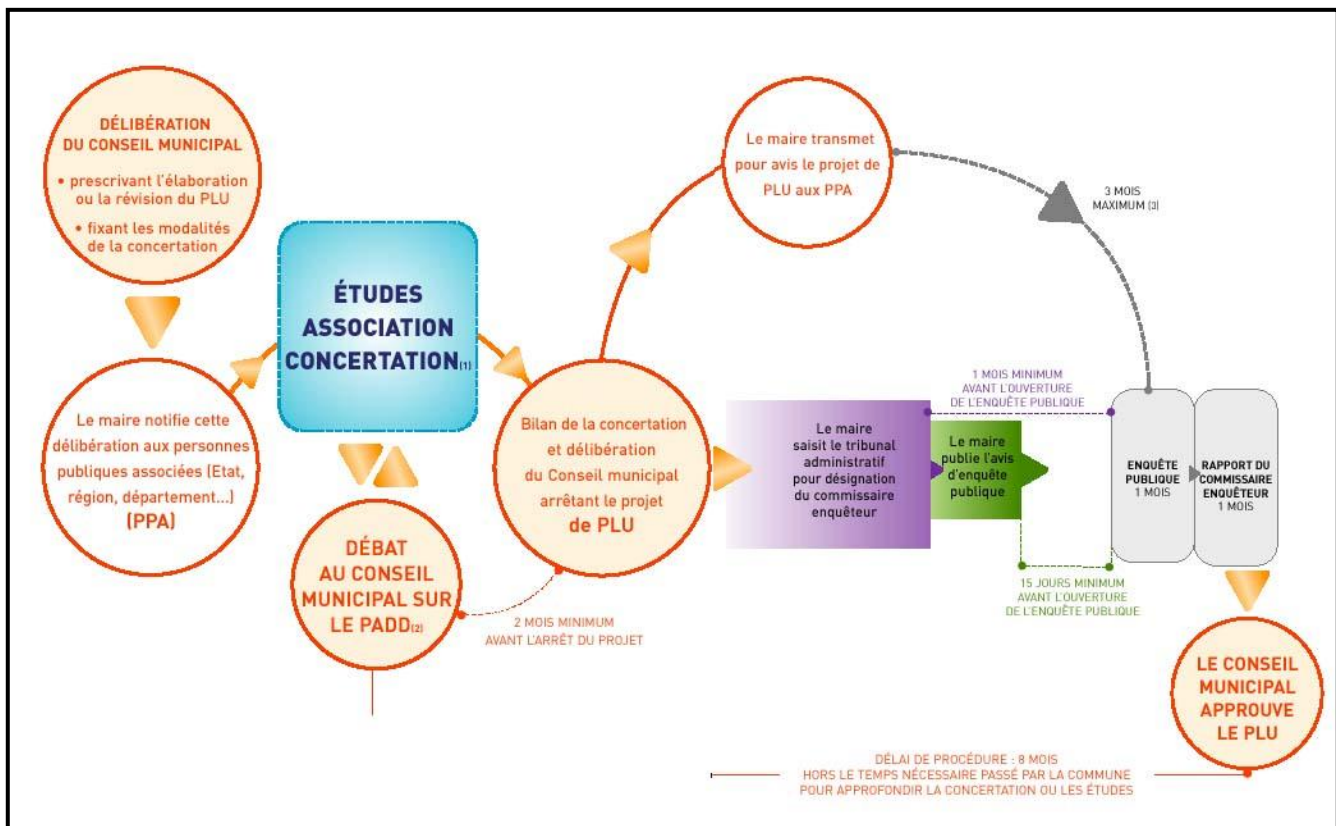 DÉLIBÉRATION
DU CONSEIL MUNICIPAL
• prescrivant l'élaboration
ou la révision du PLU
• fixant les modalités
de la concertation
Le maire notifie cette
délibération aux personnes
publiques associées (Etat,
région, département...)
(PPA)
ÉTUDES
ASSOCIATION
CONCERTATION(1)
DÉBAT
AU CONSEIL
MUNICIPAL SUR
LE PADD(2)
2 MOIS MINIMUM
AVANT L'ARRÊT DU PROJET
Bilan de la concertation
et délibération
du Conseil municipal
arrêtant le projet
de PLU
Le maire transmet
pour avis le projet de
PLU aux PPA
3 MOIS
MAXIMUM (3)
Le maire
saisit le tribunal
administratif
pour désignation
du commissaire
enquêteur
1 MOIS MINIMUM
AVANT L'OUVERTURE
DE L'ENQUÊTE PUBLIQUE
Le maire
publie l'avis
d'enquête
publique
15 JOURS MINIMUM
AVANT L'OUVERTURE
DE L'ENQUÊTE PUBLIQUE
ENQUÊTE
PUBLIQUE
1 MOIS
RAPPORT DU
COMMISSAIRE
ENQUÊTEUR
1 MOIS
LE CONSEIL
MUNICIPAL
APPROUVE
LE PLU
DÉLAI DE PROCÉDURE : 8 MOIS
HORS LE TEMPS NÉCESSAIRE PASSÉ PAR LA COMMUNE
POUR APPROFONDIR LA CONCERTATION OU LES ÉTUDES